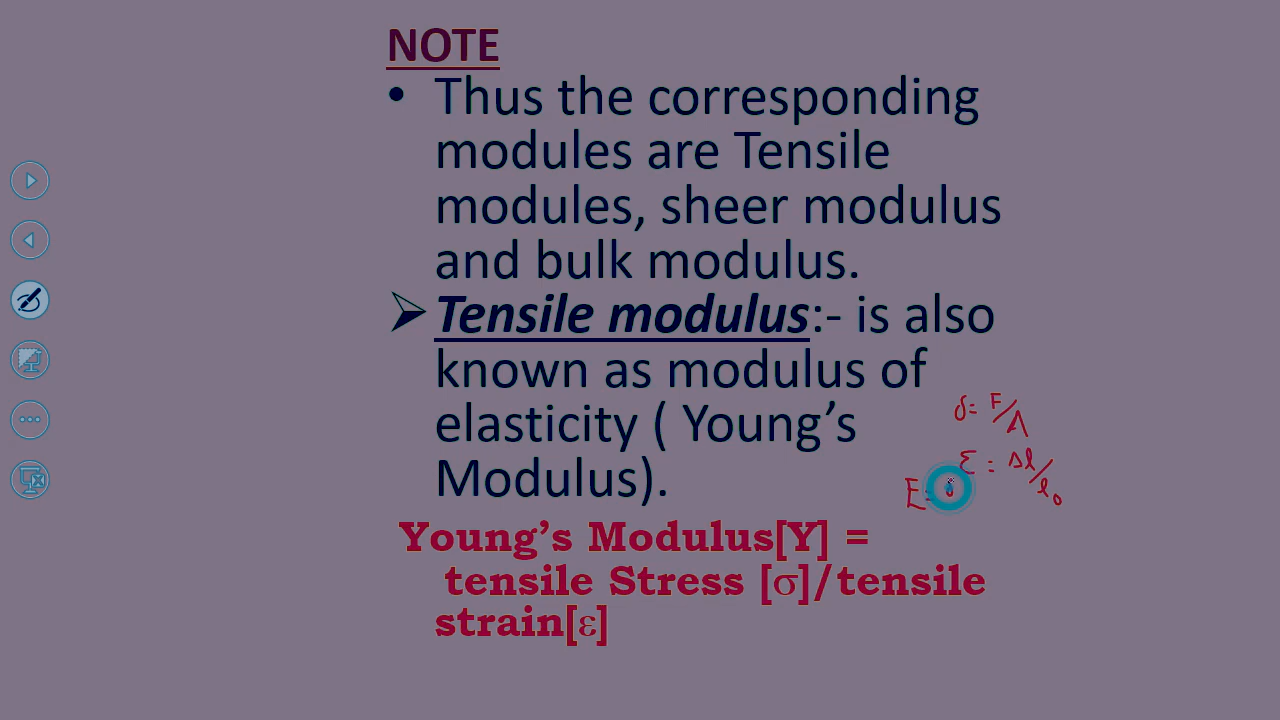 NOTE
• Thus the corresponding
modules are Tensile
modules, sheer modulus
and bulk modulus.
➢ Tensile modulus:- is also
known as modulus of
elasticity ( Young’s
Modulus).
δ= F/A
ε = Δl/l₀
E=
Young’s Modulus[Y] =
tensile Stress [σ]/tensile
strain[ε]